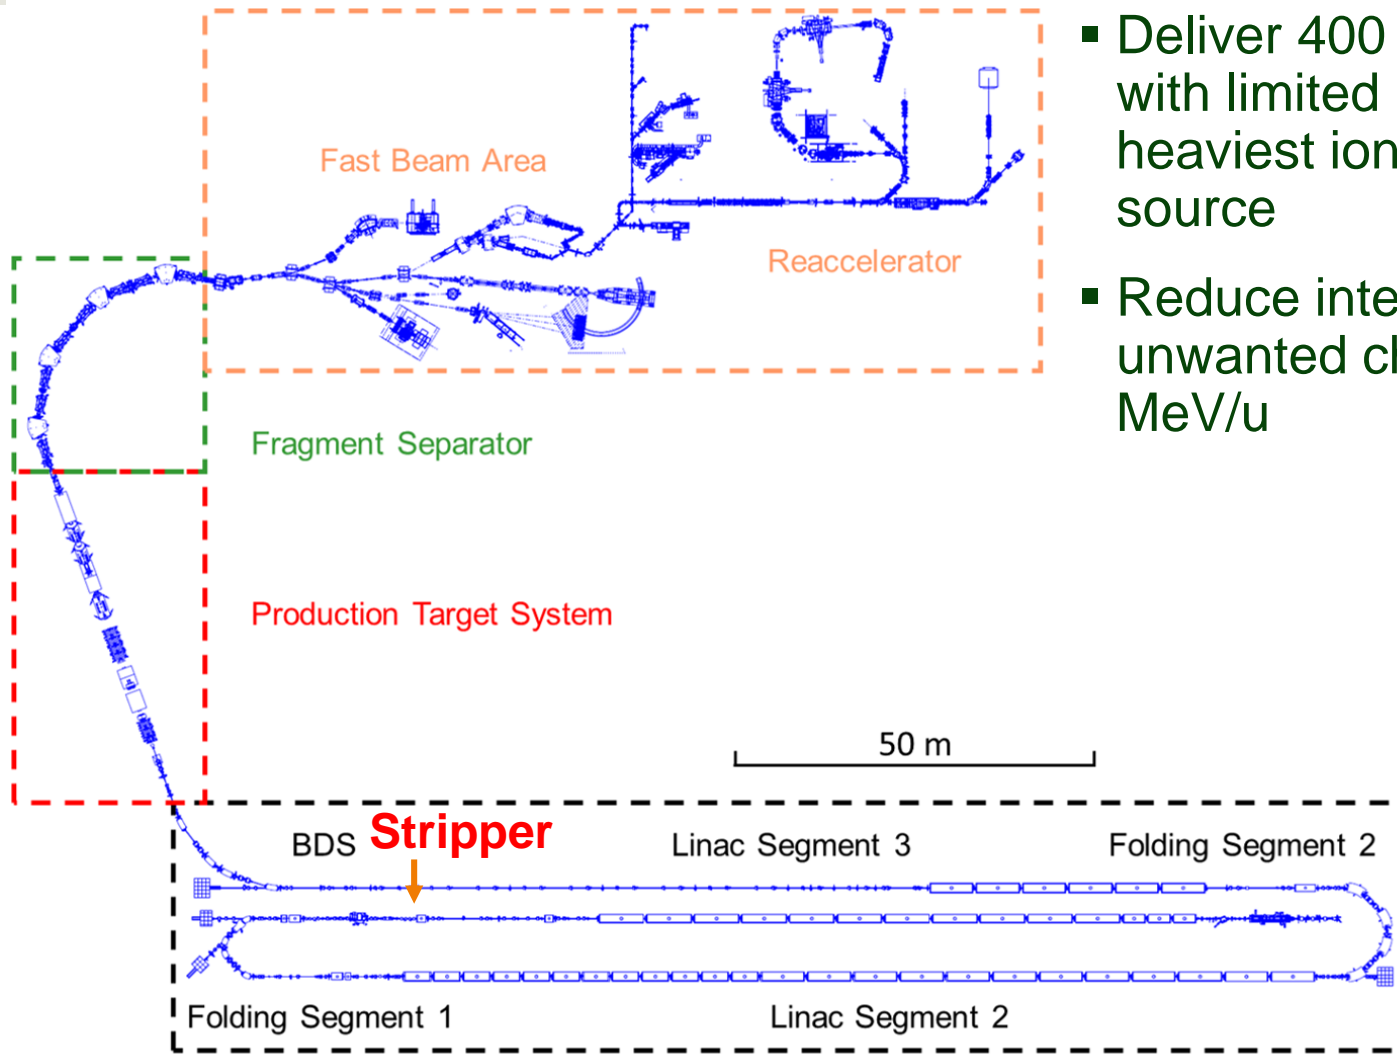 ▪ Deliver 400
with limited
heaviest ion
source
▪ Reduce inte
unwanted cl
MeV/u
Fast Beam Area
Reaccelerator
Fragment Separator
Production Target System
50 m
BDS
Stripper
Linac Segment 3
Folding Segment 2
Folding Segment 1
Linac Segment 2